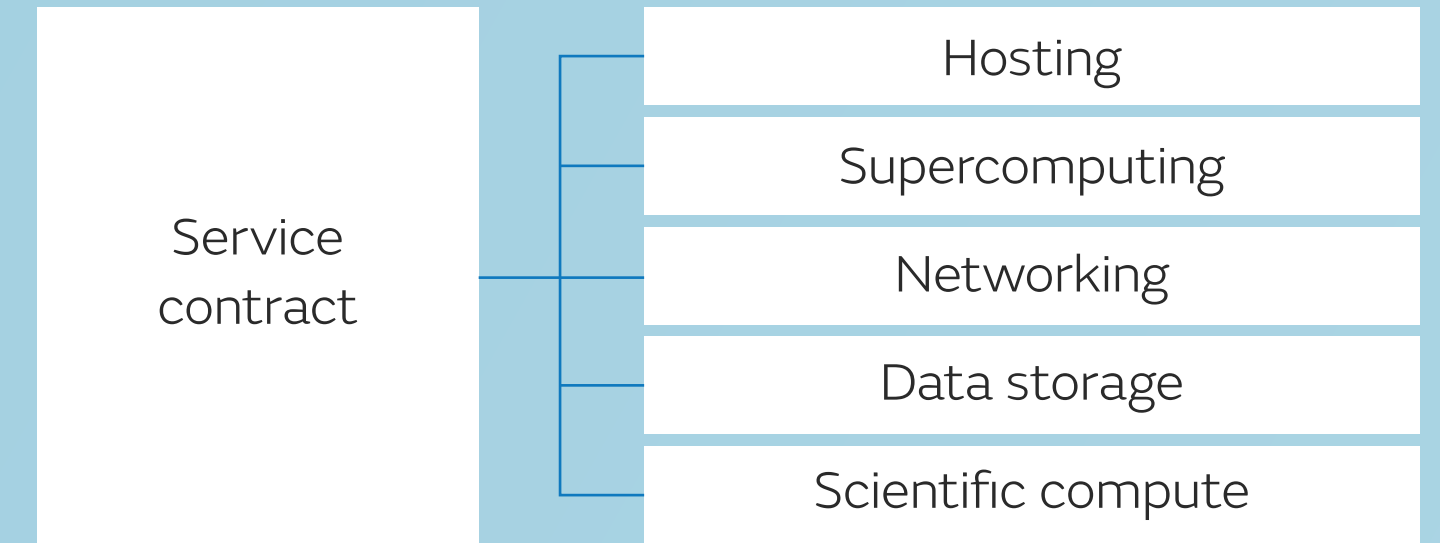 Service
contract
Hosting
Supercomputing
Networking
Data storage
Scientific compute